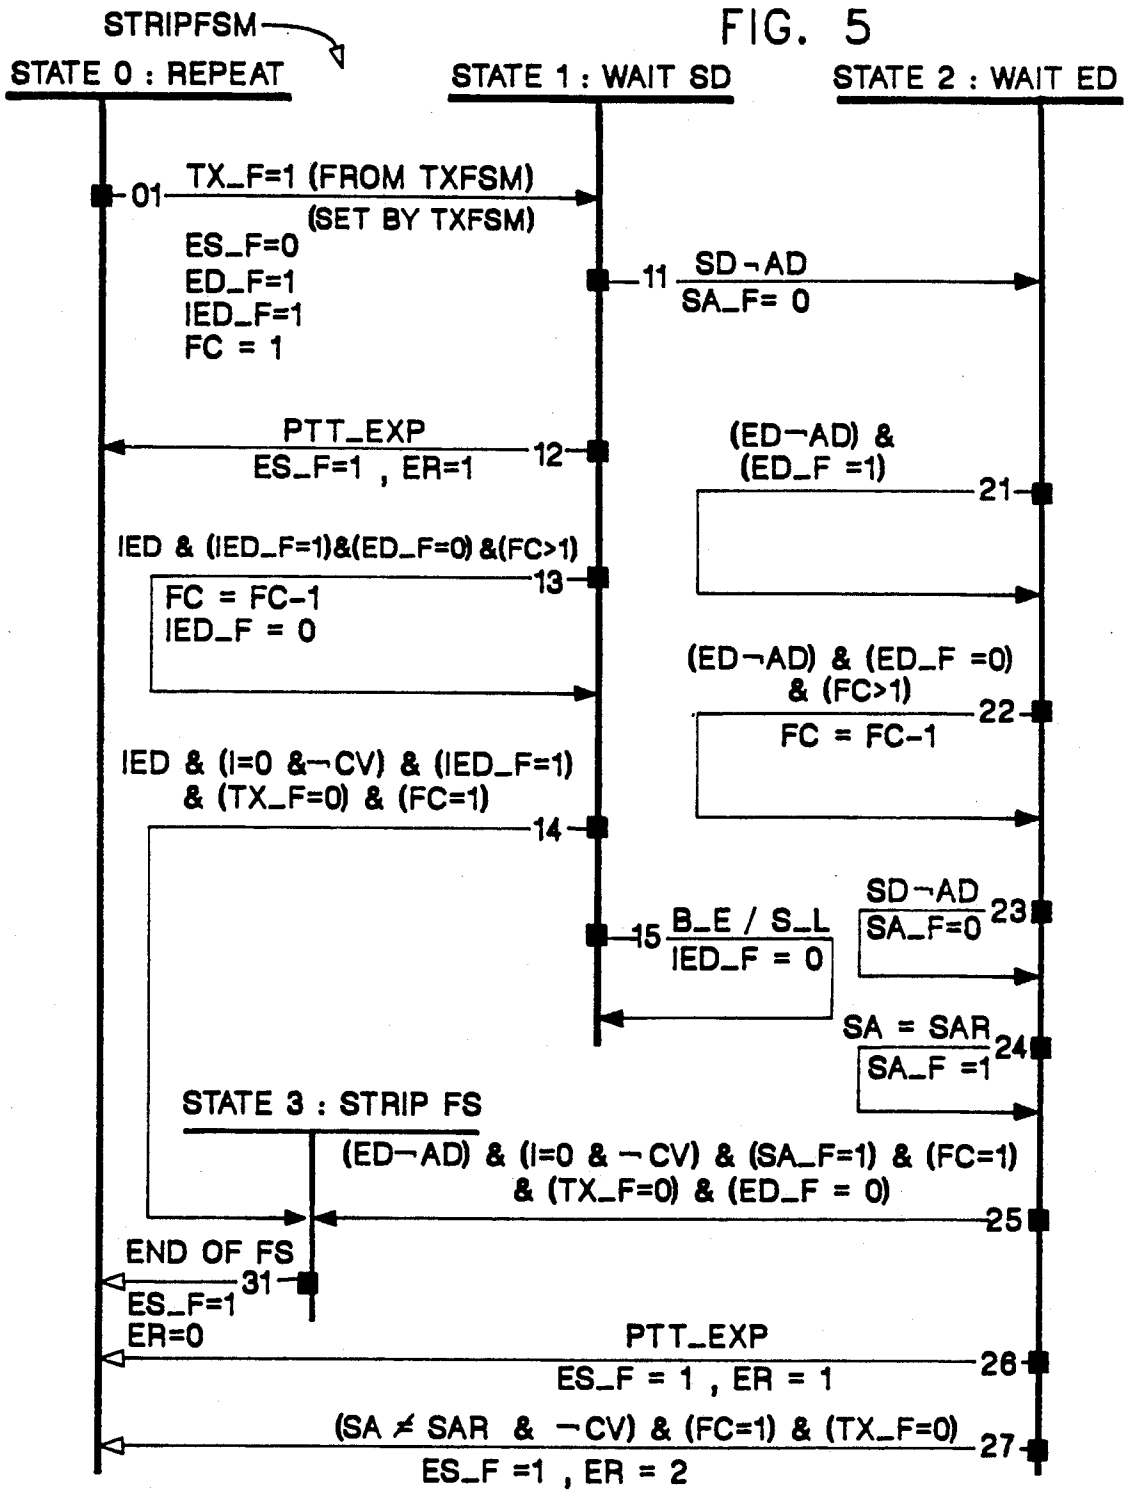 FIG. 5
STRIPFSM
STATE 0 : REPEAT
STATE 1 : WAIT SD
STATE 2 : WAIT ED
01
TX_F=1 (FROM TXFSM)
(SET BY TXFSM)
ES_F=0
ED_F=1
IED_F=1
FC = 1
11
SD¬AD
SA_F= 0
PTT_EXP
12
ES_F=1 , ER=1
(ED¬AD) &
(ED_F =1)
21
IED & (IED_F=1)&(ED_F=0)&(FC>1)
13
FC = FC-1
IED_F = 0
(ED¬AD) & (ED_F =0)
& (FC>1)
22
FC = FC-1
IED & (I=0 &¬CV) & (IED_F=1)
& (TX_F=0) & (FC=1)
14
SD¬AD
23
SA_F=0
15
B_E / S_L
IED_F = 0
SA = SAR
24
SA_F =1
STATE 3 : STRIP FS
(ED¬AD) & (I=0 & ¬CV) & (SA_F=1) & (FC=1)
& (TX_F=0) & (ED_F = 0)
25
END OF FS
31
ES_F=1
ER=0
PTT_EXP
26
ES_F = 1 , ER = 1
(SA ≠ SAR & ¬CV) & (FC=1) & (TX_F=0)
27
ES_F =1 , ER = 2